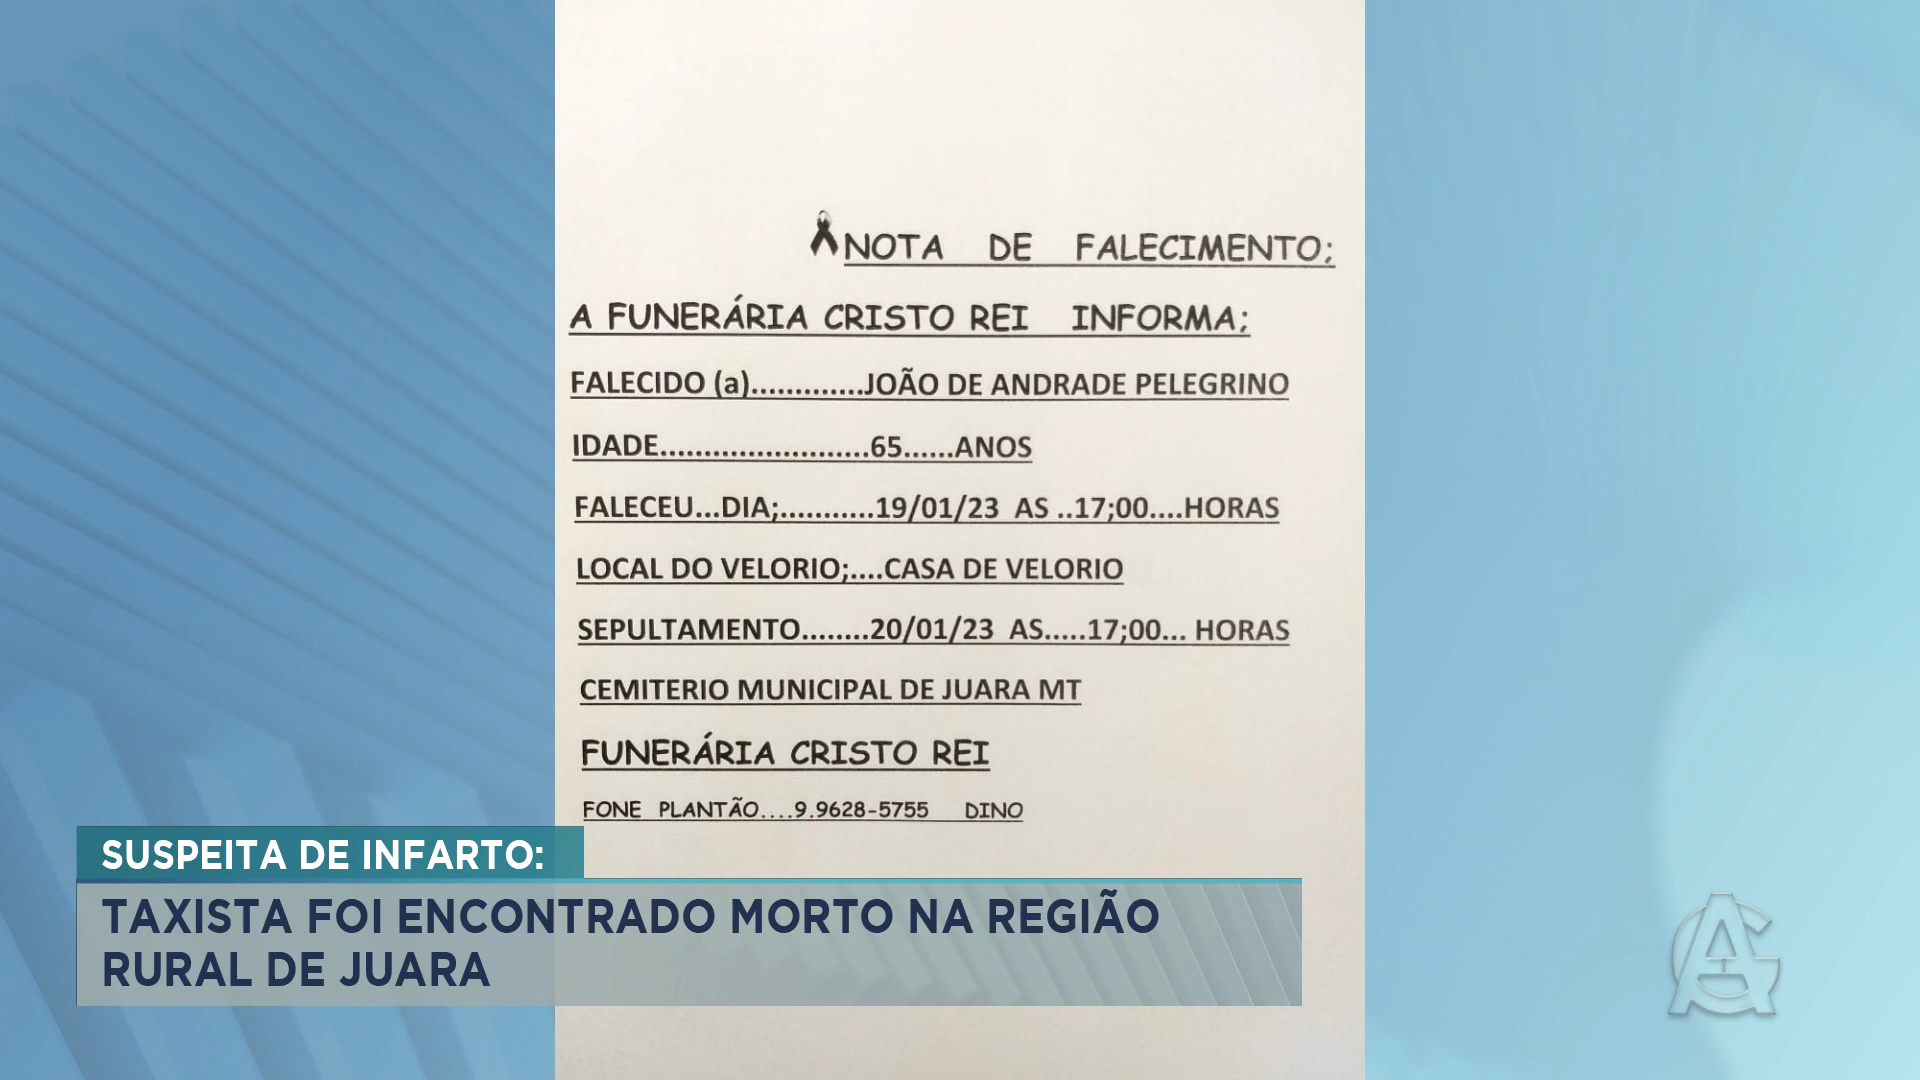 NOTA DE FALECIMENTO;
A FUNERÁRIA CRISTO REI INFORMA;
FALECIDO (a).............JOÃO DE ANDRADE PELEGRINO
IDADE........................65......ANOS
FALECEU...DIA;...........19/01/23 AS ..17;00....HORAS
LOCAL DO VELORIO;....CASA DE VELORIO
SEPULTAMENTO........20/01/23 AS.....17;00... HORAS
CEMITERIO MUNICIPAL DE JUARA MT
FUNERÁRIA CRISTO REI
FONE PLANTÃO....9.9628-5755 DINO
SUSPEITA DE INFARTO:
TAXISTA FOI ENCONTRADO MORTO NA REGIÃO
RURAL DE JUARA